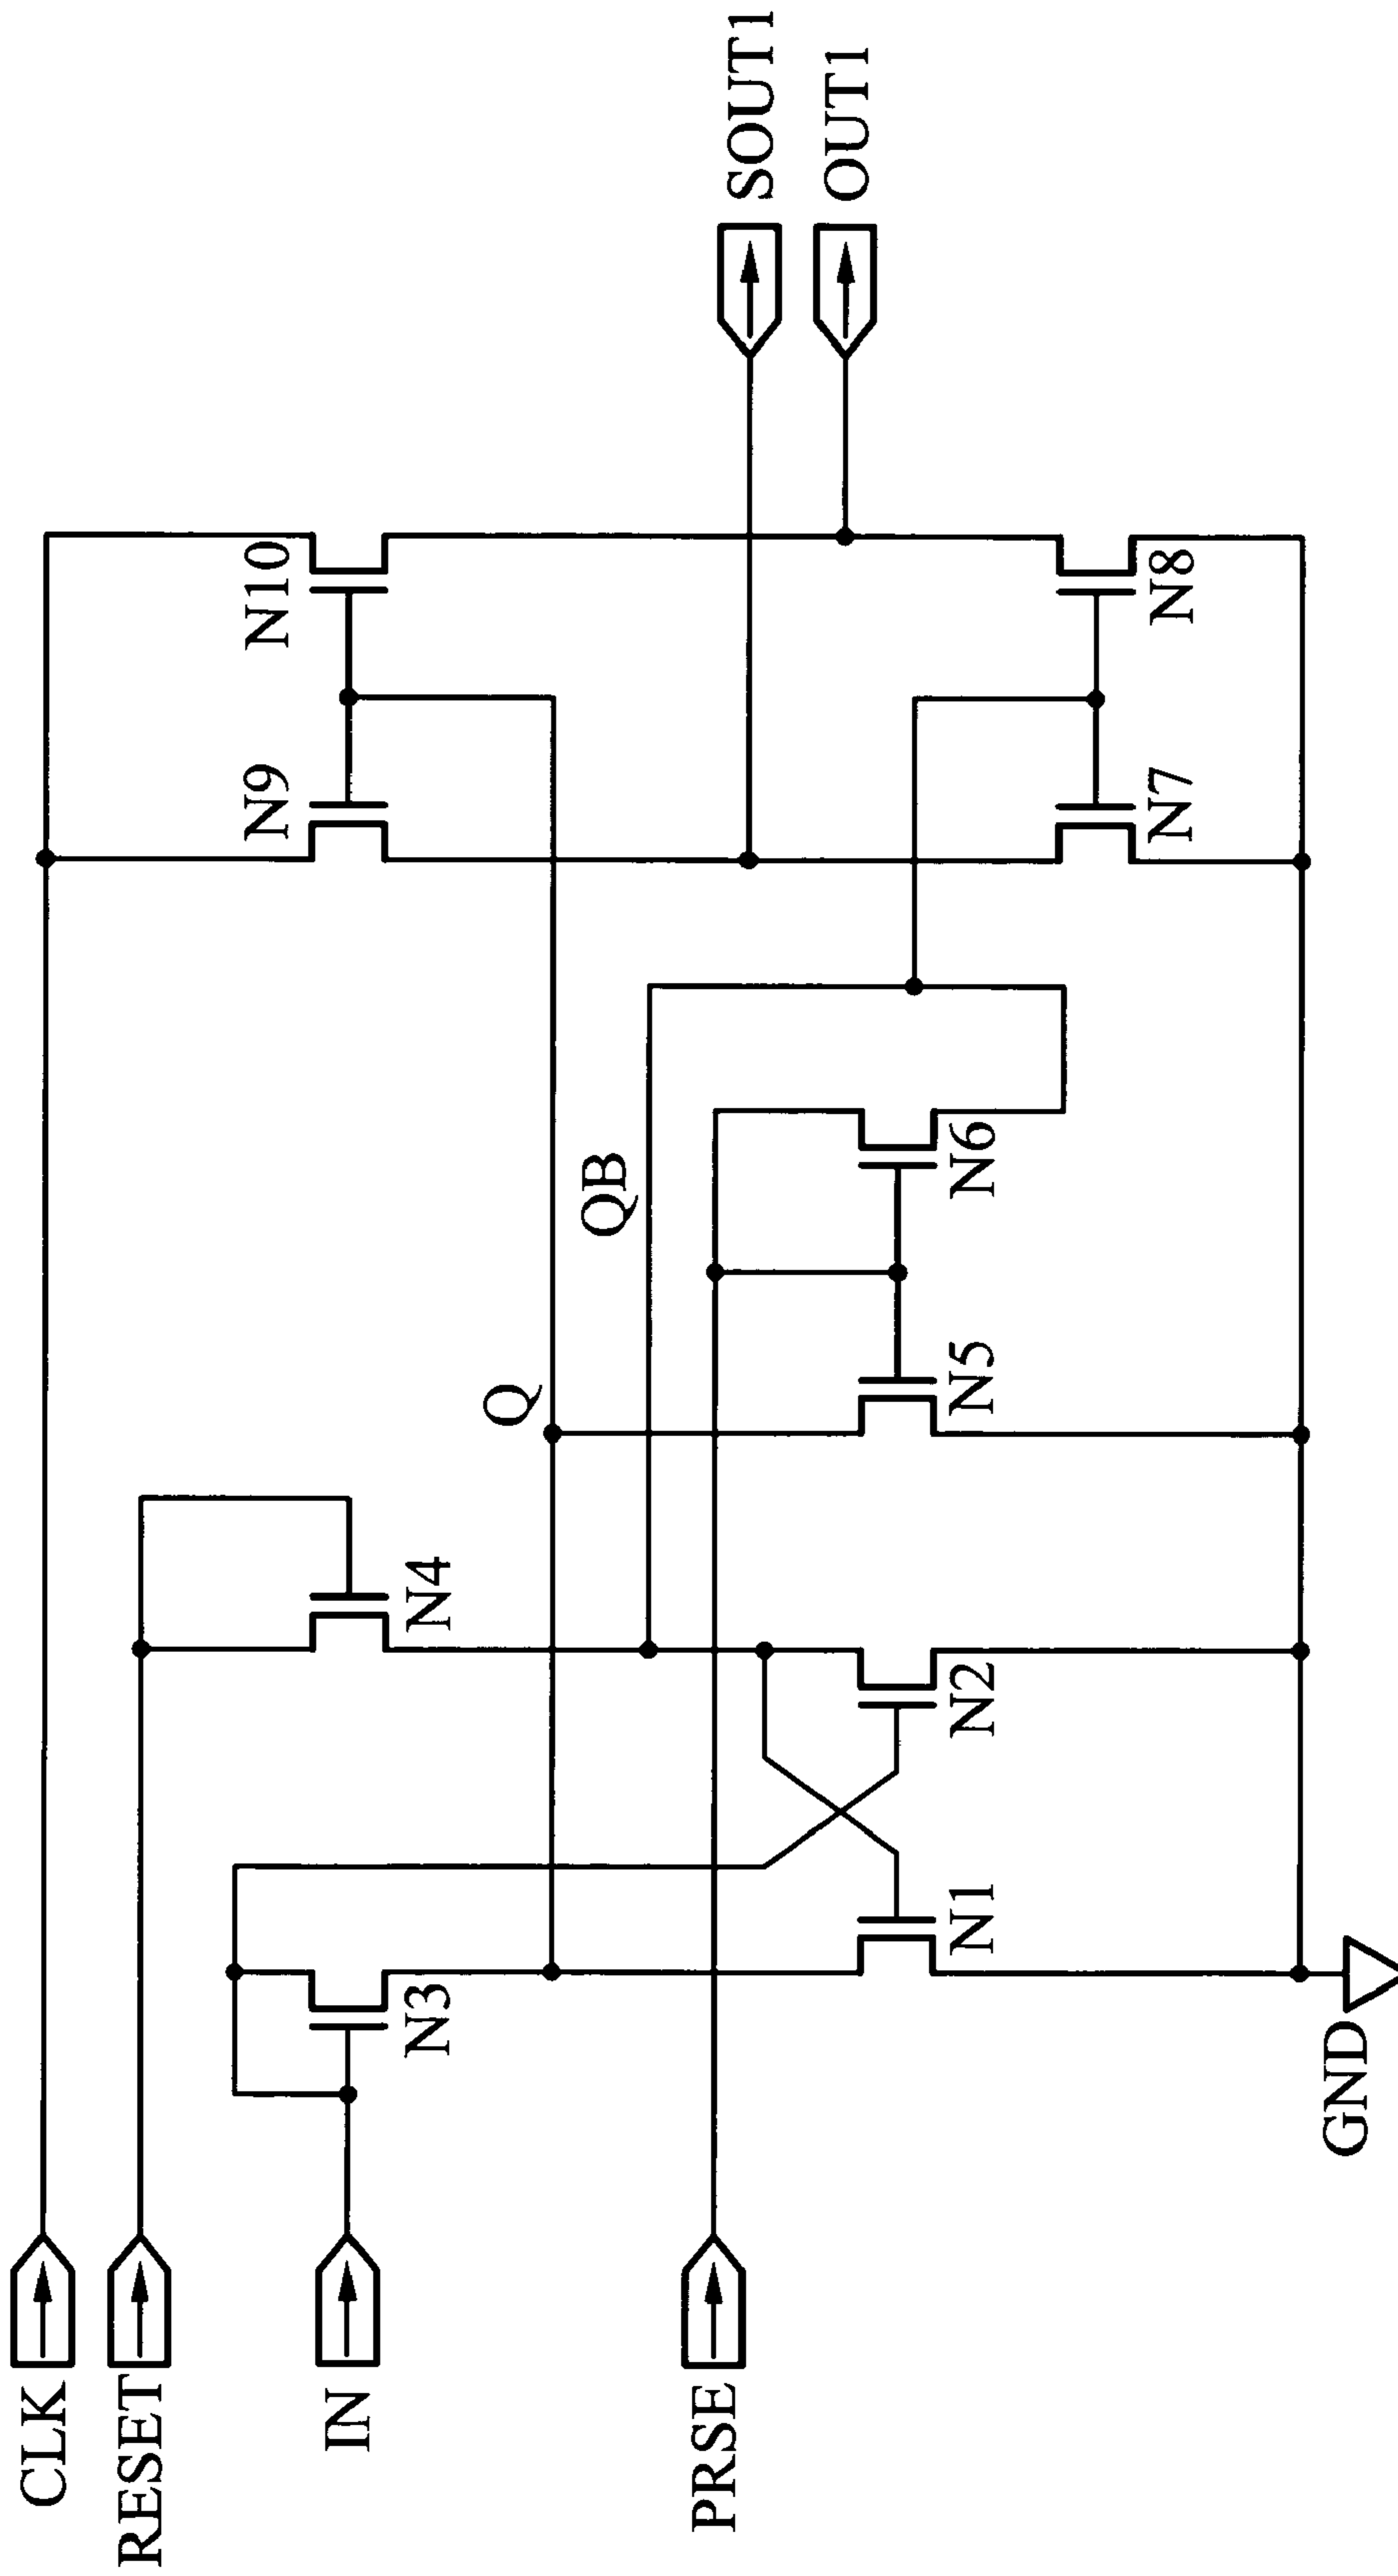 CLK
RESET
IN
PRSE
GND
N3
N4
N1
N2
Q
QB
N5
N6
N9
N10
N7
N8
SOUT1
OUT1